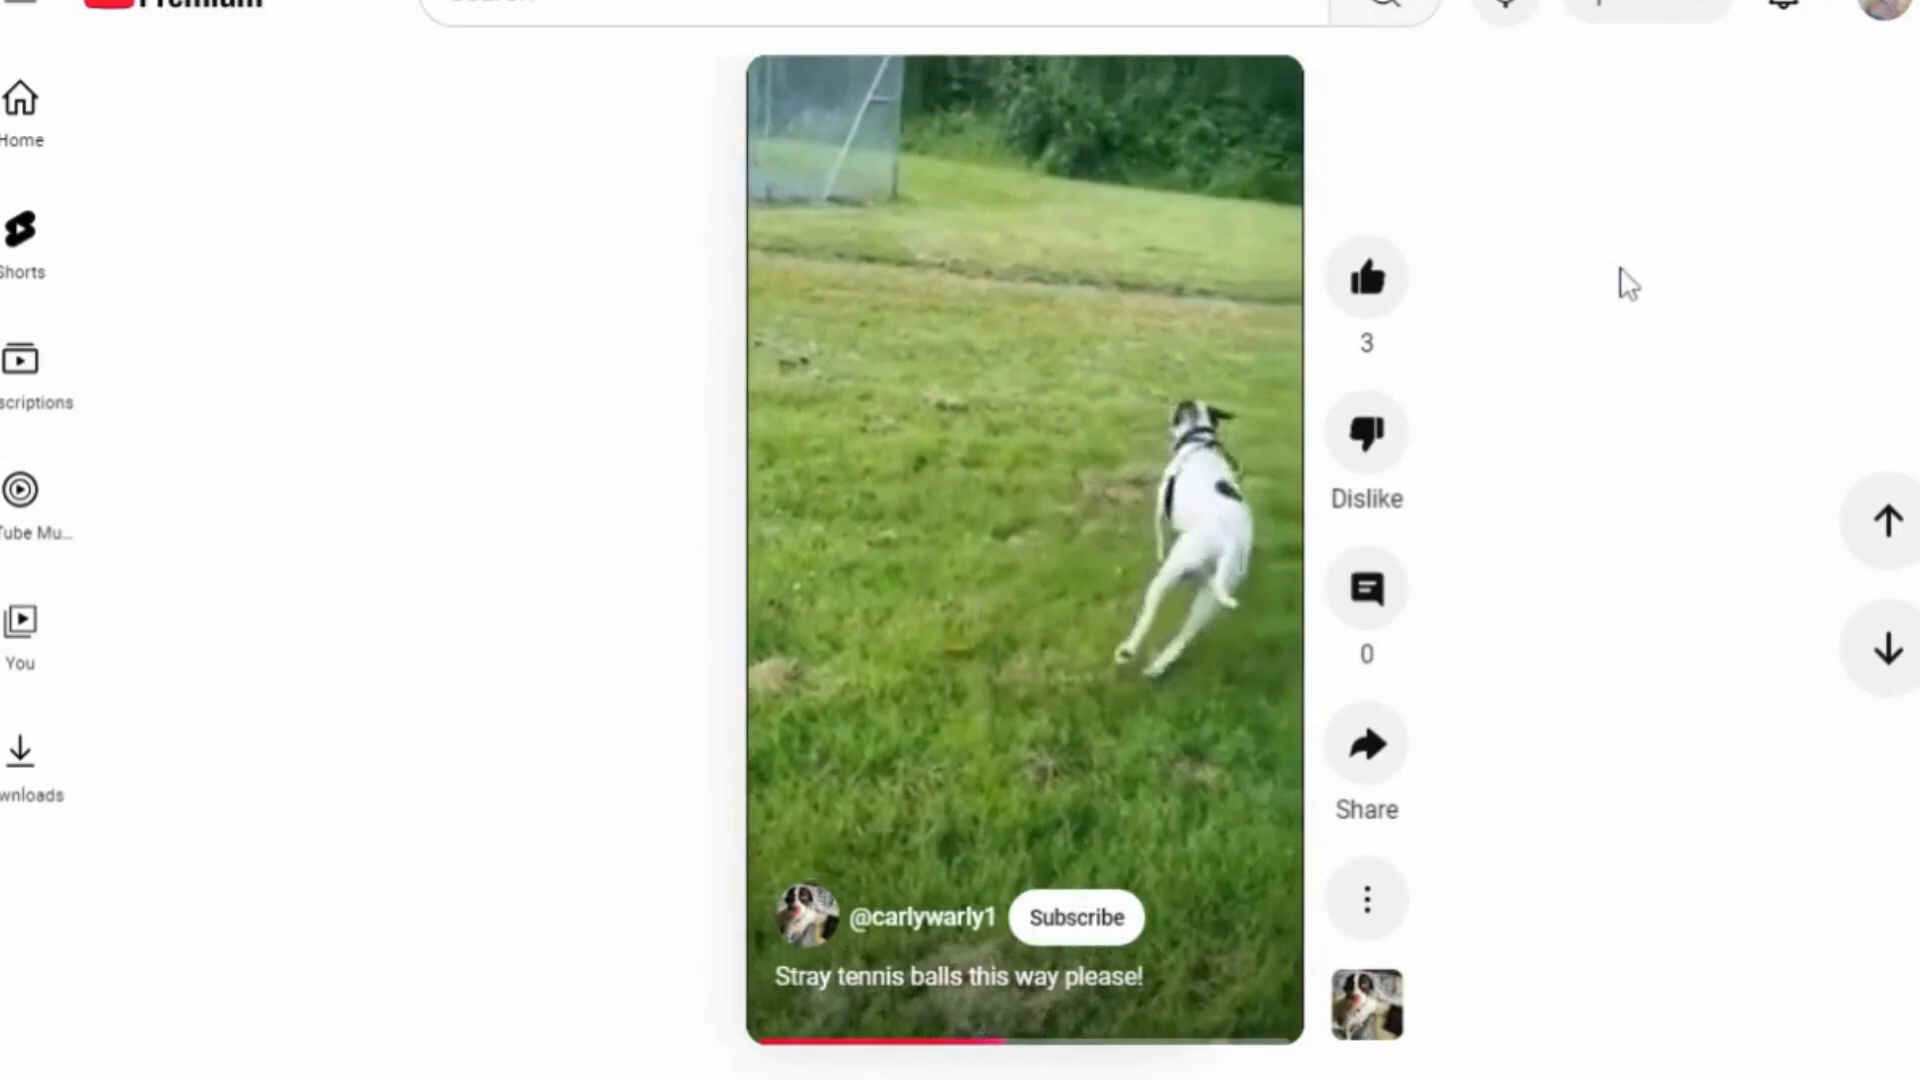 Premium
Home
Shorts
scriptions
Tube Mu...
You
wnloads
3
Dislike
0
Share
@carlywarly1 Subscribe
Stray tennis balls this way please!